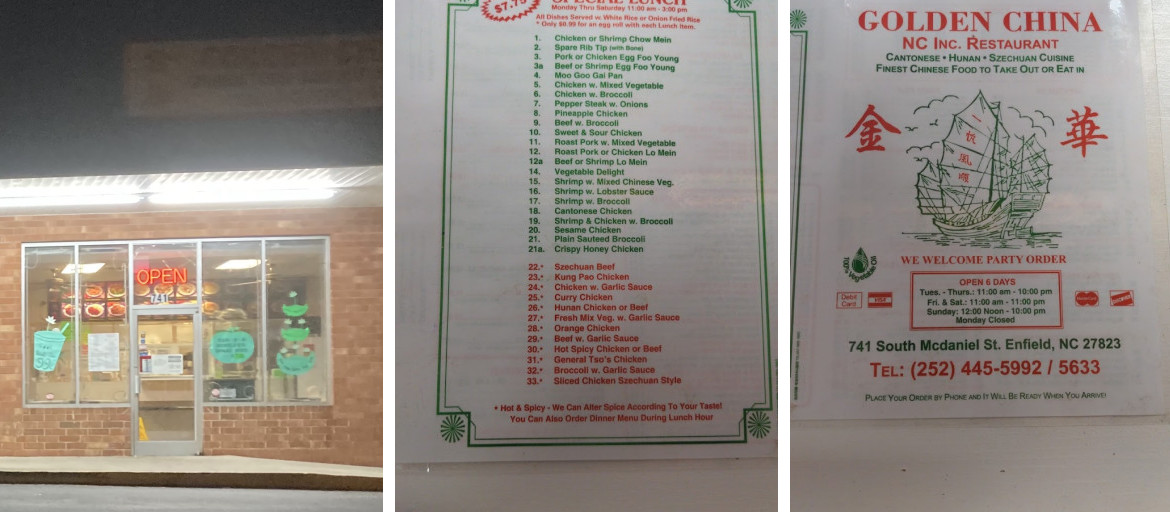 OPEN
741
$7.75
SPECIAL LUNCH
Monday Thru Saturday 11:00 am - 3:00 pm
All Dishes Served w. White Rice or Onion Fried Rice
* Only $8.99 for an egg roll with each Lunch Item.
1. Chicken or Shrimp Chow Mein
2. Spare Rib Tip (with Bone)
3. Pork or Chicken Egg Foo Young
3a Beef or Shrimp Egg Foo Young
4. Moo Goo Gai Pan
5. Chicken w. Mixed Vegetable
6. Chicken w. Broccoli
7. Pepper Steak w. Onions
8. Pineapple Chicken
9. Beef w. Broccoli
10. Sweet & Sour Chicken
11. Roast Pork w. Mixed Vegetable
12. Roast Pork or Chicken Lo Mein
12a Beef or Shrimp Lo Mein
14. Vegetable Delight
15. Shrimp w. Mixed Chinese Veg.
16. Shrimp w. Lobster Sauce
17. Shrimp w. Broccoli
18. Cantonese Chicken
19. Shrimp & Chicken w. Broccoli
20. Sesame Chicken
21. Plain Sauteed Broccoli
21a. Crispy Honey Chicken
22.* Szechuan Beef
23.* Kung Pao Chicken
24.* Chicken w. Garlic Sauce
25.* Curry Chicken
26.* Hunan Chicken or Beef
27.* Fresh Mix Veg. w. Garlic Sauce
28.* Orange Chicken
29.* Beef w. Garlic Sauce
30.* Hot Spicy Chicken or Beef
31.* General Tso's Chicken
32.* Broccoli w. Garlic Sauce
33.* Sliced Chicken Szechuan Style
* Hot & Spicy - We Can Alter Spice According To Your Taste!
You Can Also Order Dinner Menu During Lunch Hour
GOLDEN CHINA
NC INC. RESTAURANT
CANTONESE • HUNAN • SZECHUAN CUISINE
FINEST CHINESE FOOD TO TAKE OUT OR EAT IN
金 華
一帆風順
100% Vegetable Oil
WE WELCOME PARTY ORDER
OPEN 6 DAYS
Tues. - Thurs.: 11:00 am - 10:00 pm
Fri. & Sat.: 11:00 am - 11:00 pm
Sunday: 12:00 Noon - 10:00 pm
Monday Closed
Debit Card VISA MasterCard DISCOVER
741 South Mcdaniel St. Enfield, NC 27823
TEL: (252) 445-5992 / 5633
PLACE YOUR ORDER BY PHONE AND IT WILL BE READY WHEN YOU ARRIVE!